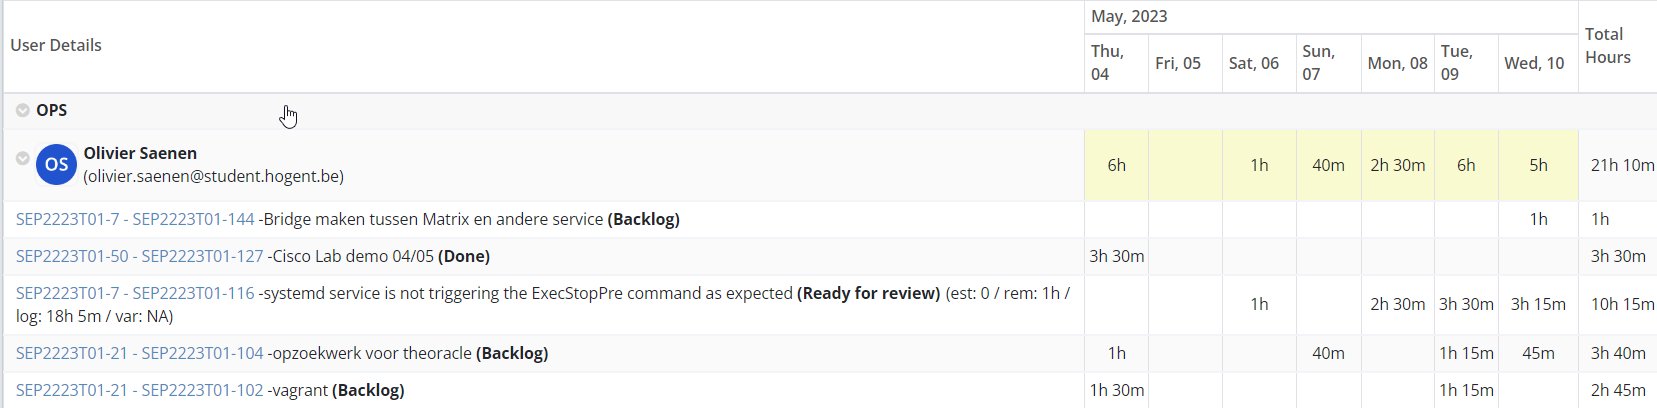 User Details May, 2023 Total Hours
Thu, 04 Fri, 05 Sat, 06 Sun, 07 Mon, 08 Tue, 09 Wed, 10
OPS
OS Olivier Saenen
(olivier.saenen@student.hogent.be) 6h 1h 40m 2h 30m 6h 5h 21h 10m
SEP2223T01-7 - SEP2223T01-144 -Bridge maken tussen Matrix en andere service (Backlog) 1h 1h
SEP2223T01-50 - SEP2223T01-127 -Cisco Lab demo 04/05 (Done) 3h 30m 3h 30m
SEP2223T01-7 - SEP2223T01-116 -systemd service is not triggering the ExecStopPre command as expected (Ready for review) (est: 0 / rem: 1h /
log: 18h 5m / var: NA) 1h 2h 30m 3h 30m 3h 15m 10h 15m
SEP2223T01-21 - SEP2223T01-104 -opzoekwerk voor theoracle (Backlog) 1h 40m 1h 15m 45m 3h 40m
SEP2223T01-21 - SEP2223T01-102 -vagrant (Backlog) 1h 30m 1h 15m 2h 45m